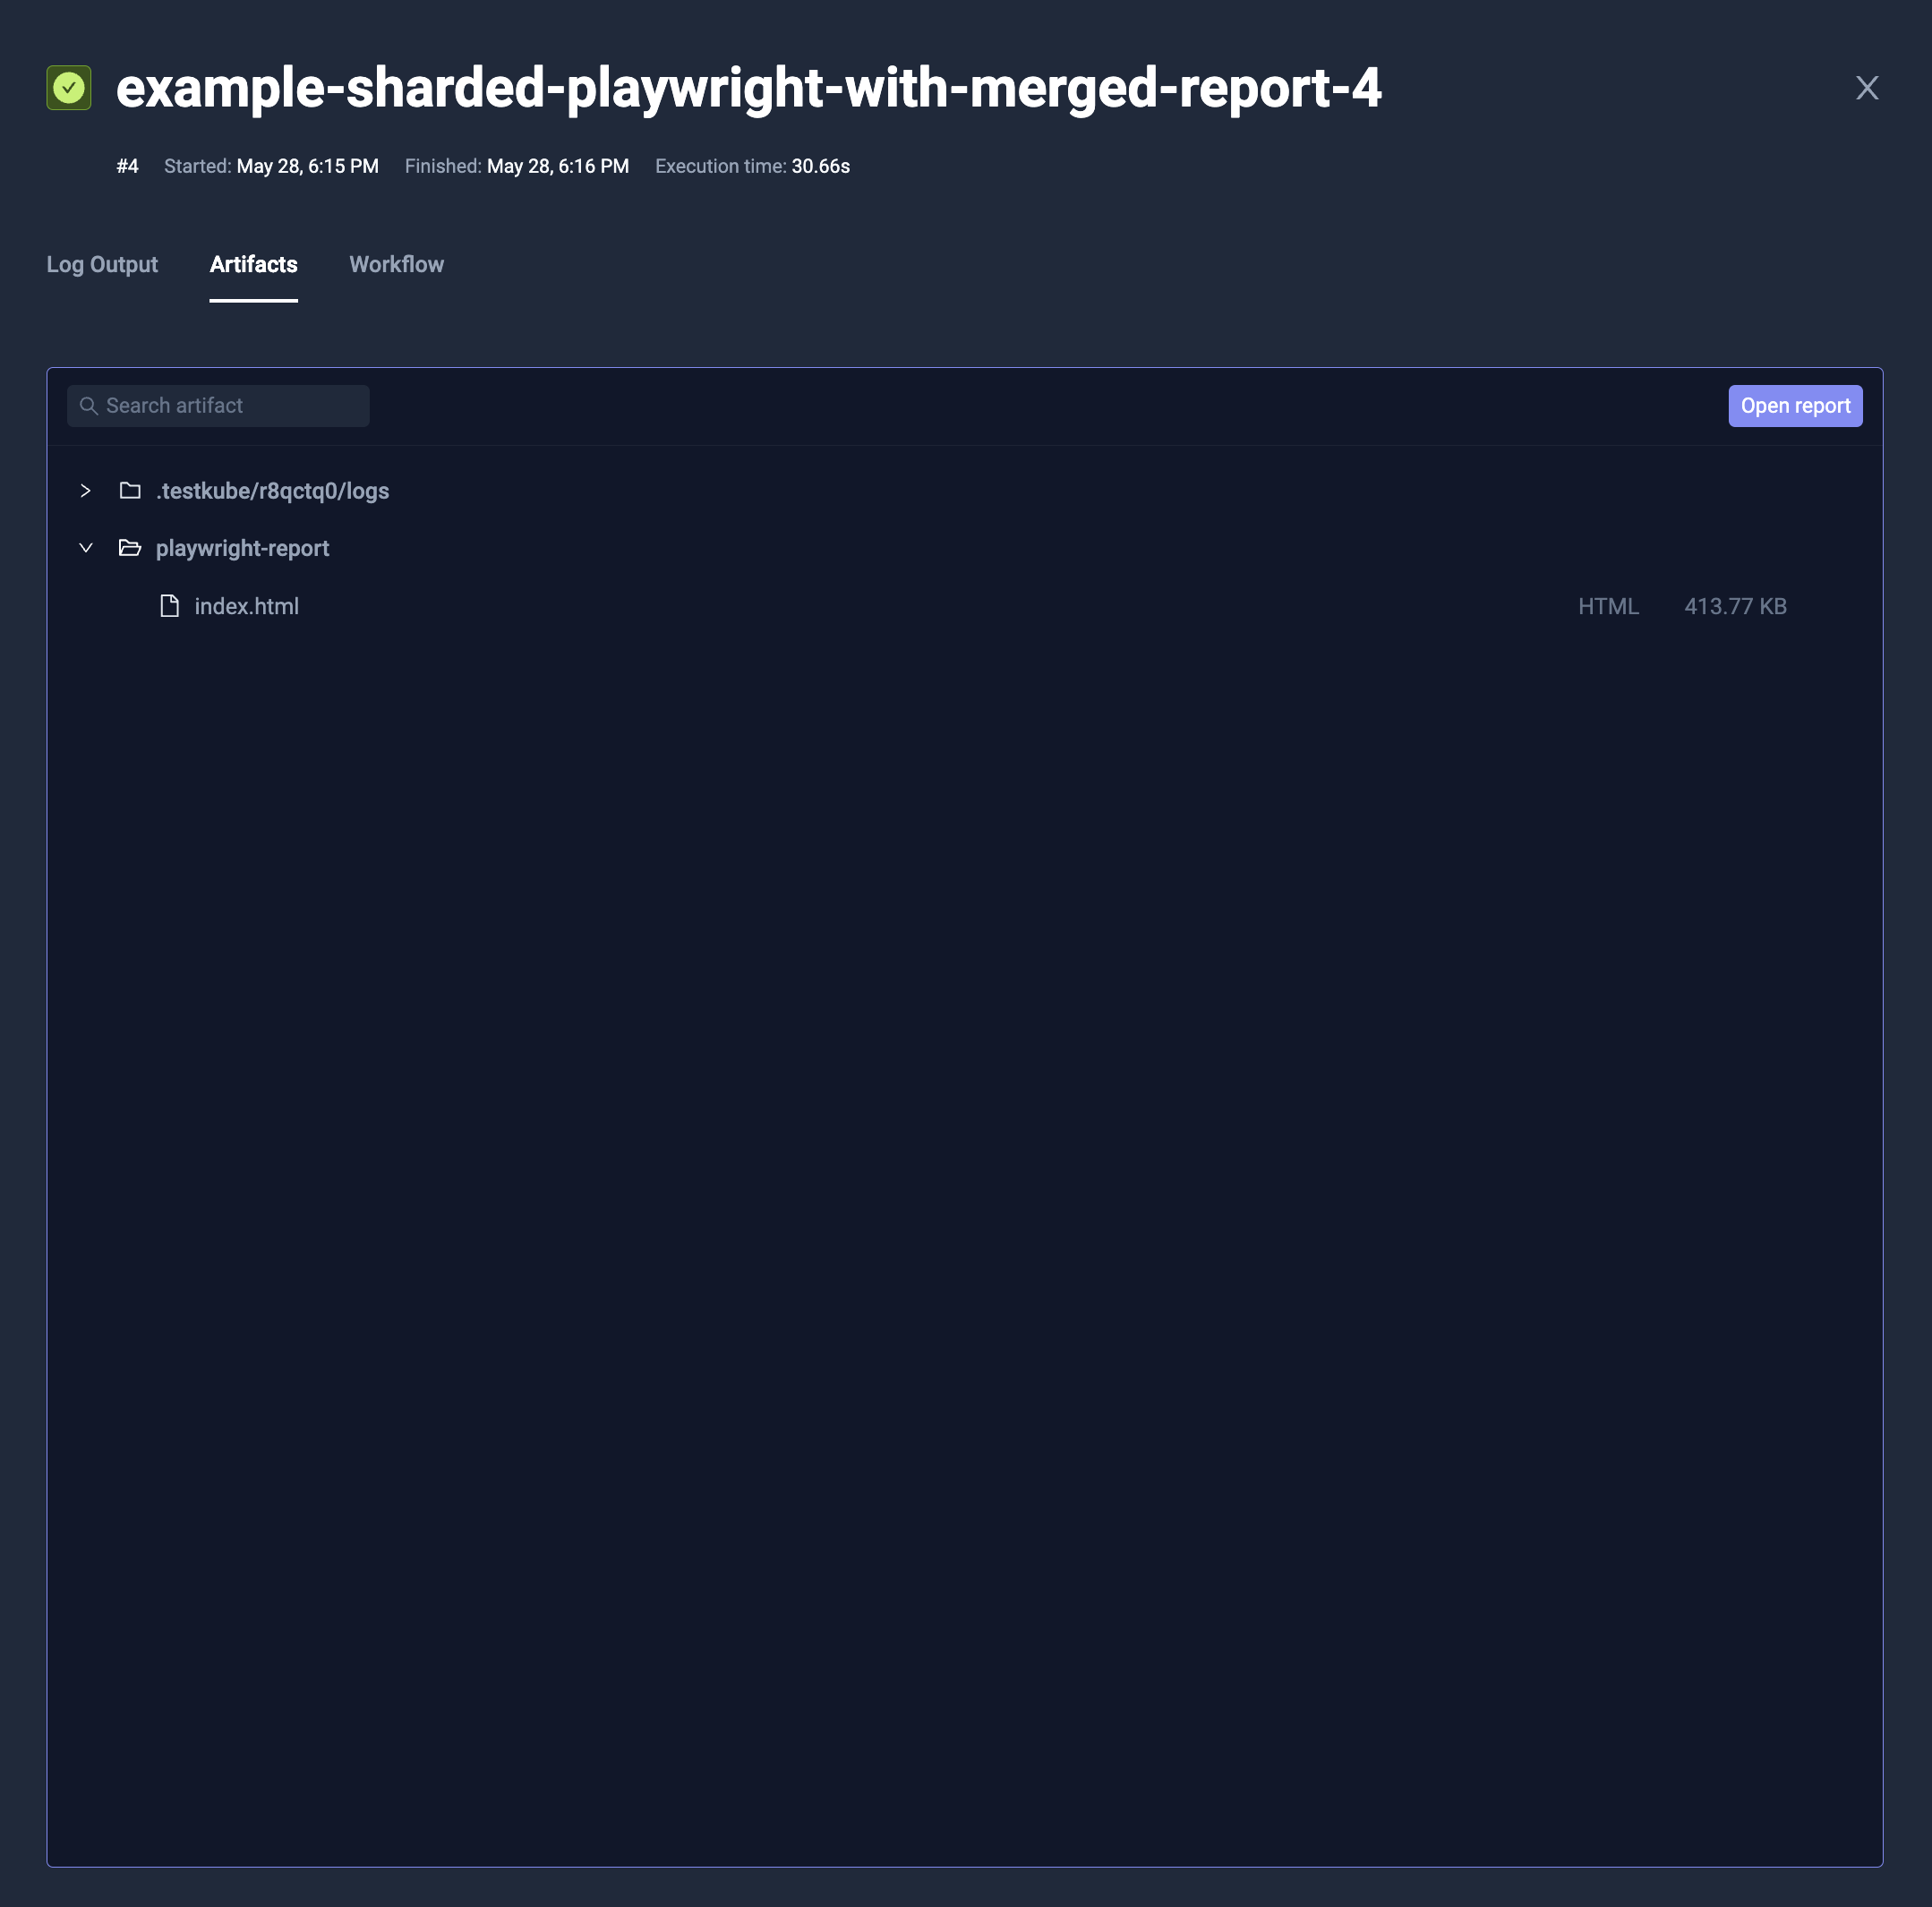 example-sharded-playwright-with-merged-report-4
#4 Started: May 28, 6:15 PM Finished: May 28, 6:16 PM Execution time: 30.66s
Log Output Artifacts Workflow
Search artifact Open report
.testkube/r8qctq0/logs
playwright-report
index.html HTML 413.77 KB